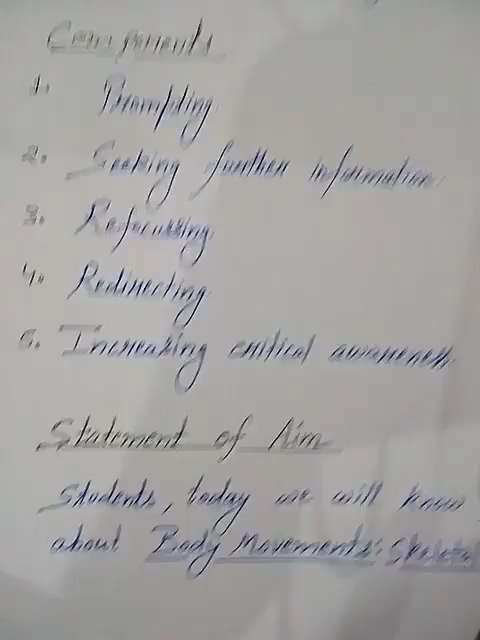 Components
1. Prompting
2. Seeking further information.
3. Refocussing
4. Redirecting
5. Increasing critical awareness.
Statement of Aim
Students, today we will know
about Body Movements: Skeletal